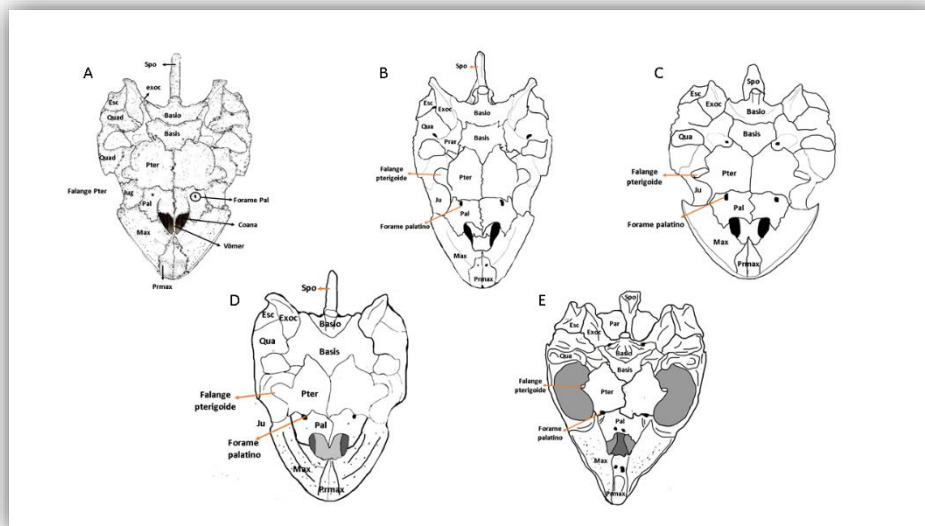 A
Spo
exoc
Esc
Quad
Basio
Basis
Quad
Pter
Falange Pter
Jug
Pal
Forame Pal
Coana
Max
Vômer
Prmax
B
Spo
Esc
Exoc
Basio
Qua
Prar
Basis
Falange
pterigoide
Pter
Ju
Pal
Forame palatino
Max
Prmax
C
Spo
Esc
Exoc
Basio
Qua
Basis
Falange
pterigoide
Pter
Ju
Pal
Forame
palatino
Max
Prmax
D
Spo
Esc
Exoc
Basio
Qua
Basis
Falange
pterigoide
Pter
Ju
Pal
Forame
palatino
Max
Prmax
E
Spo
Esc
Exoc
Par
Qua
Basio
Basis
Falange
pterigoide
Pter
Forame
palatino
Pal
Max
Prmax